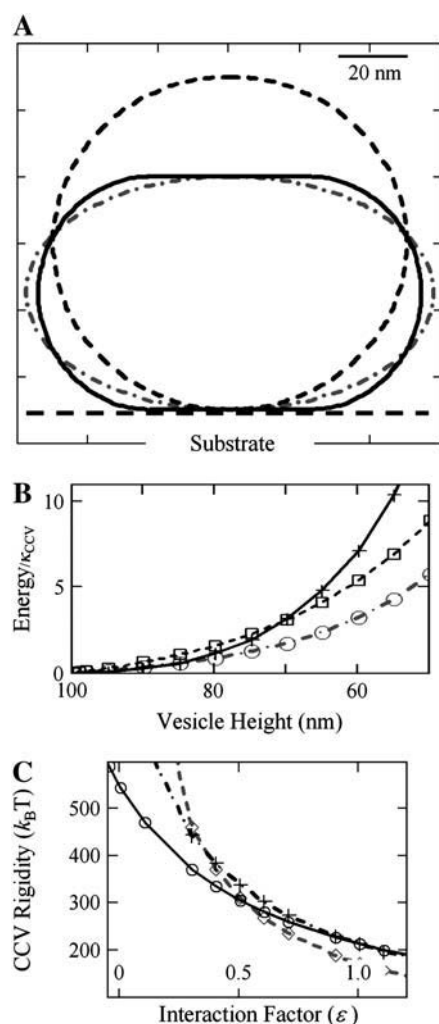 A
20 nm
Substrate
B
Energy/κCCV
10
5
0
100
80
60
Vesicle Height (nm)
C
CCV Rigidity (kBT)
500
400
300
200
0
0.5
1.0
Interaction Factor (ε)